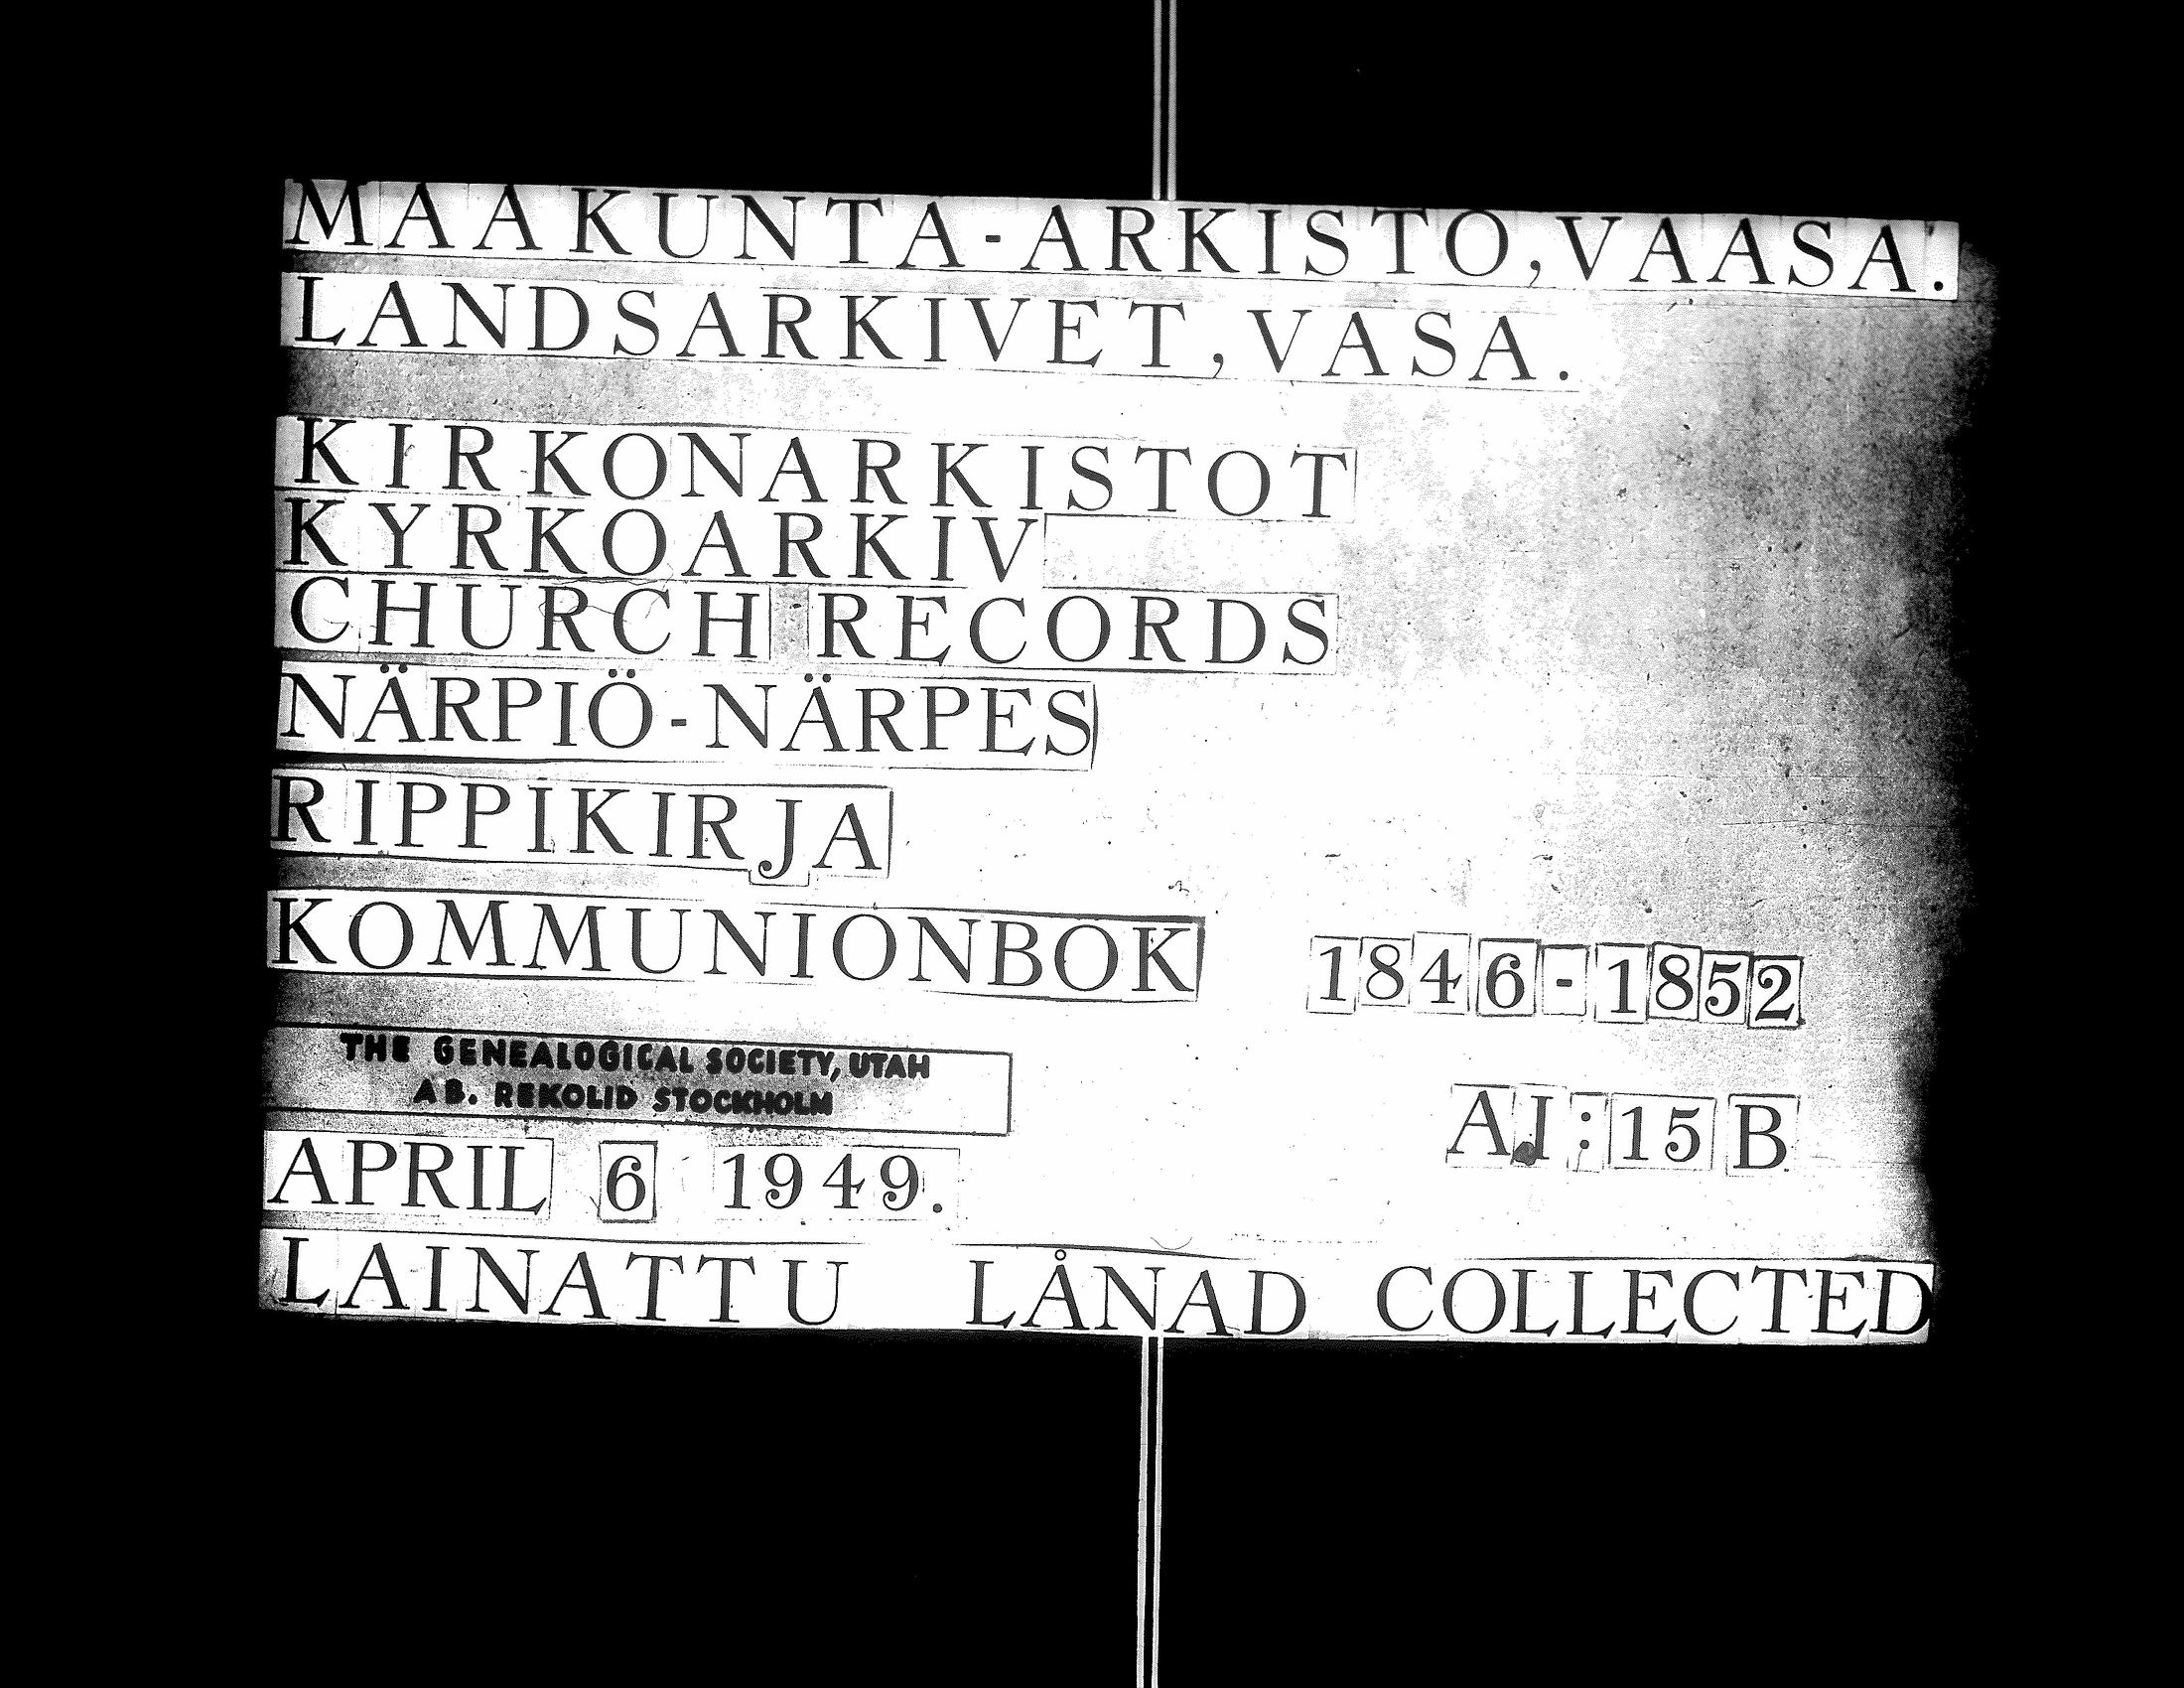 MAAKUNTA-ARKISTO, VAASA.
LANDSARKIVET, VASA.
KIRKONARKISTOT
KYRKOARKIV
CHURCH RECORDS
NÄRPIÖ-NÄRPES
RIPPIKIRJA
KOMMUNIONBOK 1846-1852
THE GENEALOGICAL SOCIETY, UTAH
AB. REKOLID STOCKHOLM
AI:15 B
APRIL 6 1949.
LAINATTU LÅNAD COLLECTED